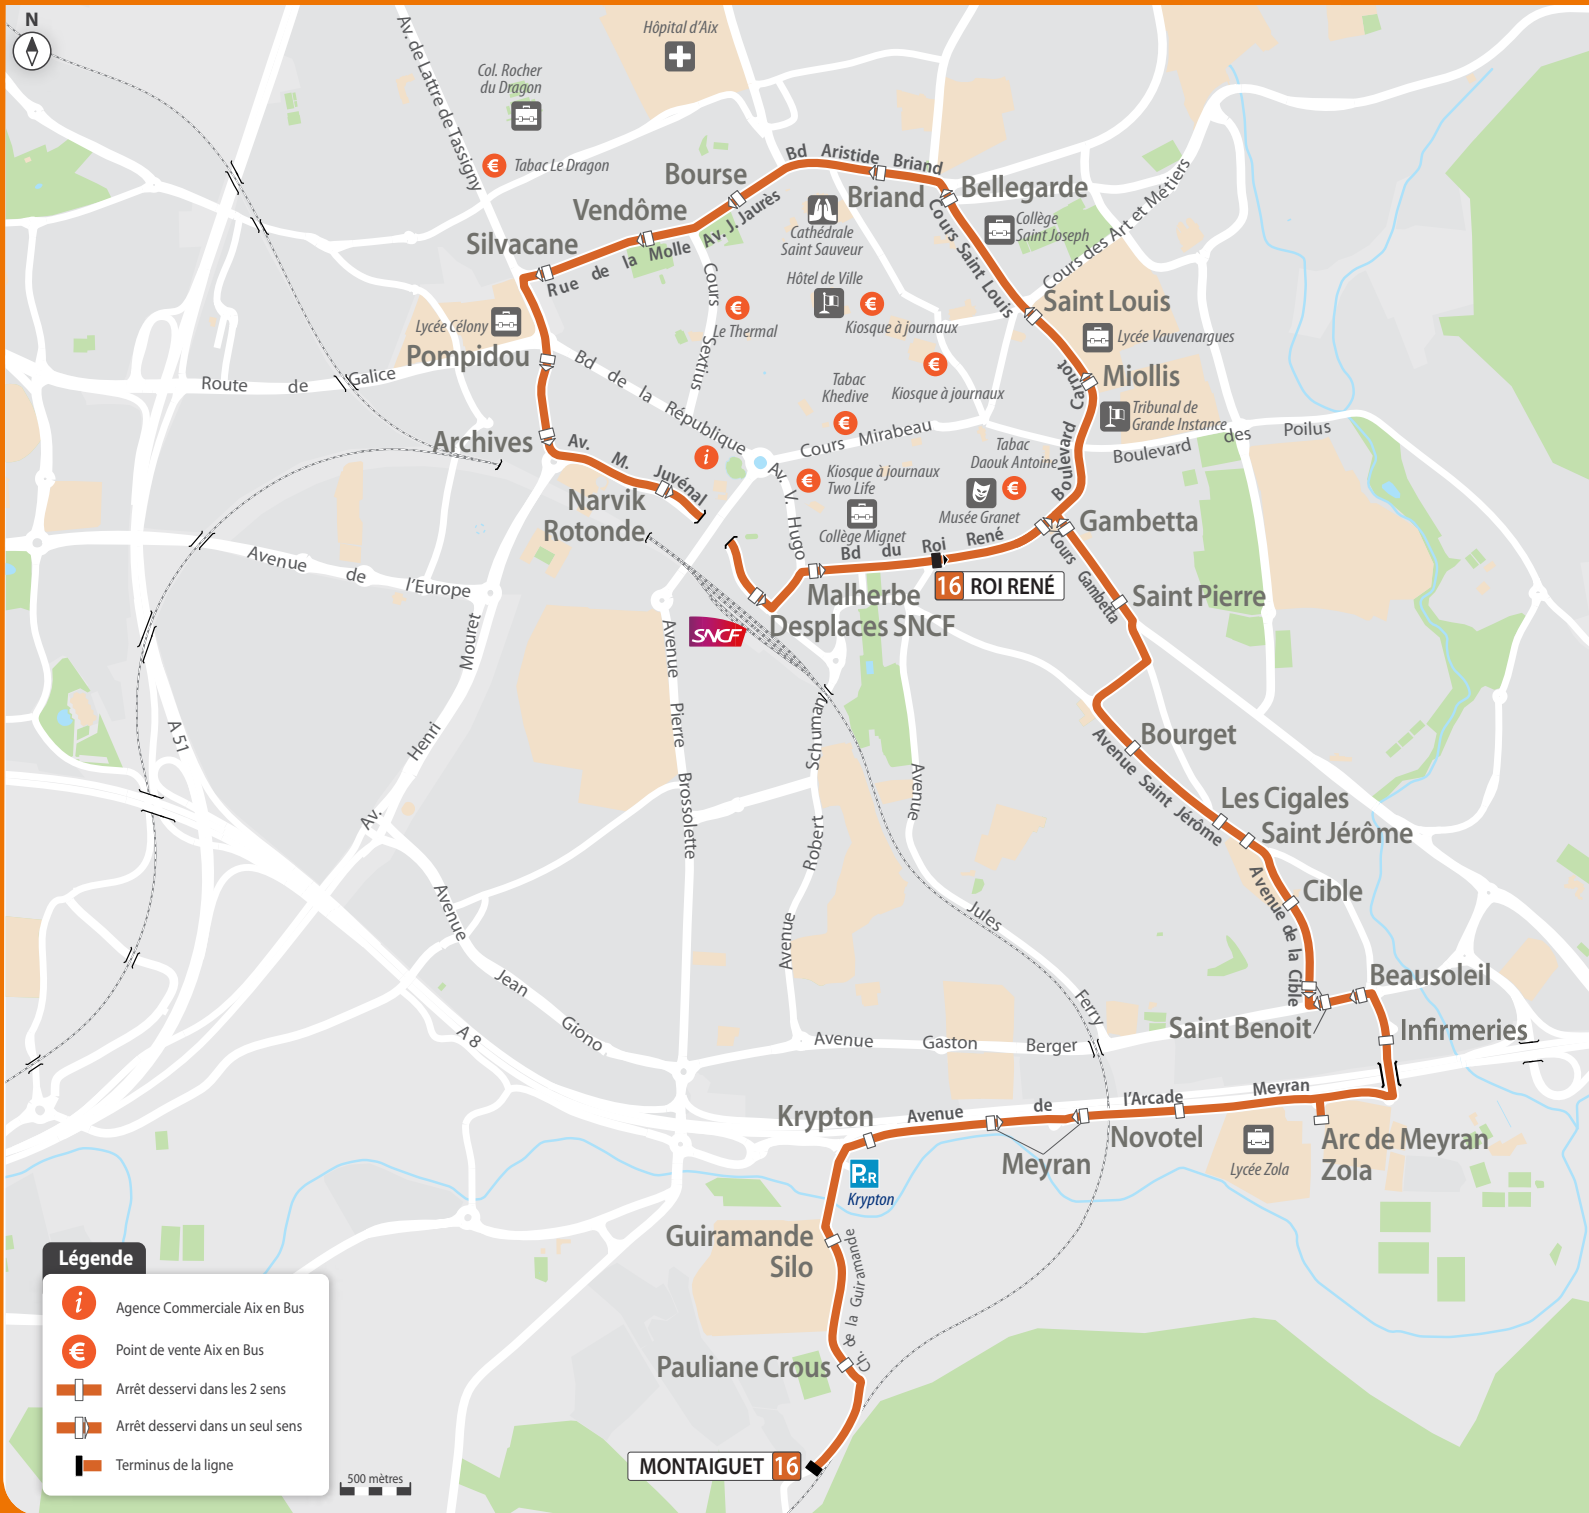 N
Hôpital d'Aix
Av. de Lattre de Tassigny
Col. Rocher
du Dragon
€ Tabac Le Dragon
Bd Aristide Briand
Bourse
Briand
Bellegarde
Vendôme
Av. J. Jaurès
Cathédrale
Saint Sauveur
Collège
Saint Joseph
Cours des Art et Métiers
Silvacane
Rue de la Molle
Cours Saint Louis
Hôtel de Ville
Cours Sextius
€
Le Thermal
€
Kiosque à journaux
Saint Louis
Lycée Célony
Lycée Vauvenargues
Pompidou
Route de Galice
Bd de la République
€
Kiosque à journaux
Miollis
Boulevard Carnot
Tabac
Khedive
€
Tribunal de
Grande Instance
Boulevard des Poilus
Archives
Av. M. Juvénal
i
Cours Mirabeau
Tabac
Daouk Antoine
€
Av. V. Hugo
€
Kiosque à journaux
Two Life
Collège Mignet
Musée Granet
Narvik
Rotonde
Gambetta
Bd du Roi René
Cours Gambetta
Avenue de l'Europe
Malherbe
16 ROI RENÉ
Saint Pierre
SNCF
Desplaces SNCF
Av. Henri Mouret
A 51
Avenue Pierre Brossolette
Avenue Robert Schuman
Avenue Jules Ferry
Bourget
Avenue Saint Jérôme
Les Cigales
Saint Jérôme
Cible
Avenue de la Cible
Avenue Jean Giono
A 8
Beausoleil
Saint Benoit
Infirmeries
Avenue Gaston Berger
Krypton
Avenue de l'Arcade Meyran
Meyran
Novotel
Arc de Meyran
Zola
Lycée Zola
P+R
Krypton
Guiramande
Silo
Ch. de la Guiramande
Pauliane Crous
MONTAIGUET 16
Légende
i Agence Commerciale Aix en Bus
€ Point de vente Aix en Bus
Arrêt desservi dans les 2 sens
Arrêt desservi dans un seul sens
Terminus de la ligne
500 mètres